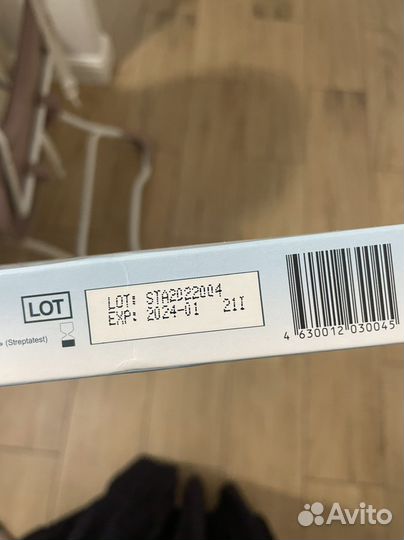 LOT
LOT: STA2022004
EXP: 2024-01 21I
(Streptatest)
4 630012 030045
Avito